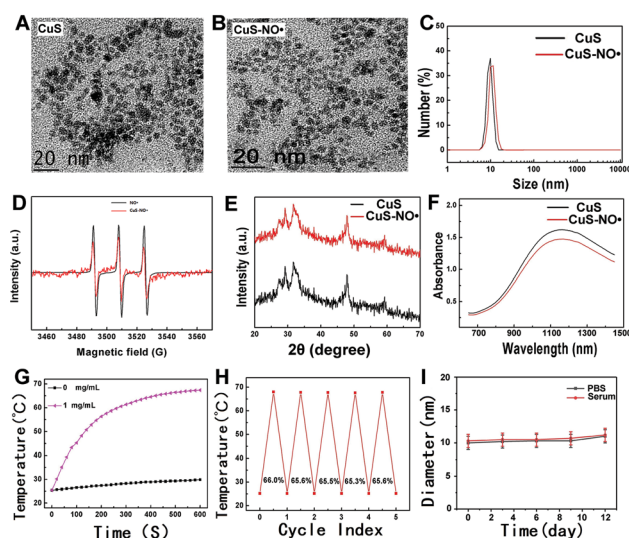 A
CuS
20 nm
B
CuS-NO•
20 nm
C
CuS
CuS-NO•
Number (%)
50
40
30
20
10
0
1 10 100 1000 10000
Size (nm)
D
NO•
CuS-NO•
Intensity (a.u.)
3460 3480 3500 3520 3540 3560
Magnetic field (G)
E
CuS
CuS-NO•
Intensity (a.u.)
20 30 40 50 60 70
2θ (degree)
F
CuS
CuS-NO•
Absorbance
2.0
1.5
1.0
0.5
750 900 1050 1200 1350 1500
Wavelength (nm)
G
0 mg/mL
1 mg/mL
Temperature(°C)
70
60
50
40
30
20
0 100 200 300 400 500 600
Time (S)
H
Temperature(°C)
70
60
50
40
30
20
66.0% 65.6% 65.5% 65.3% 65.6%
0 1 2 3 4 5
Cycle Index
I
PBS
Serum
Diameter(nm)
20
15
10
5
0
0 2 4 6 8 10 12
Time(day)